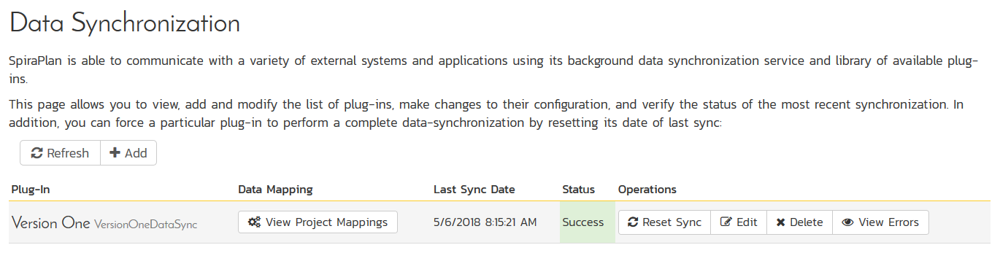 Data Synchronization
SpiraPlan is able to communicate with a variety of external systems and applications using its background data synchronization service and library of available plug-
ins.
This page allows you to view, add and modify the list of plug-ins, make changes to their configuration, and verify the status of the most recent synchronization. In
addition, you can force a particular plug-in to perform a complete data-synchronization by resetting its date of last sync:
Refresh Add
Plug-In Data Mapping Last Sync Date Status Operations
Version One VersionOneDataSync View Project Mappings 5/6/2018 8:15:21 AM Success Reset Sync Edit Delete View Errors